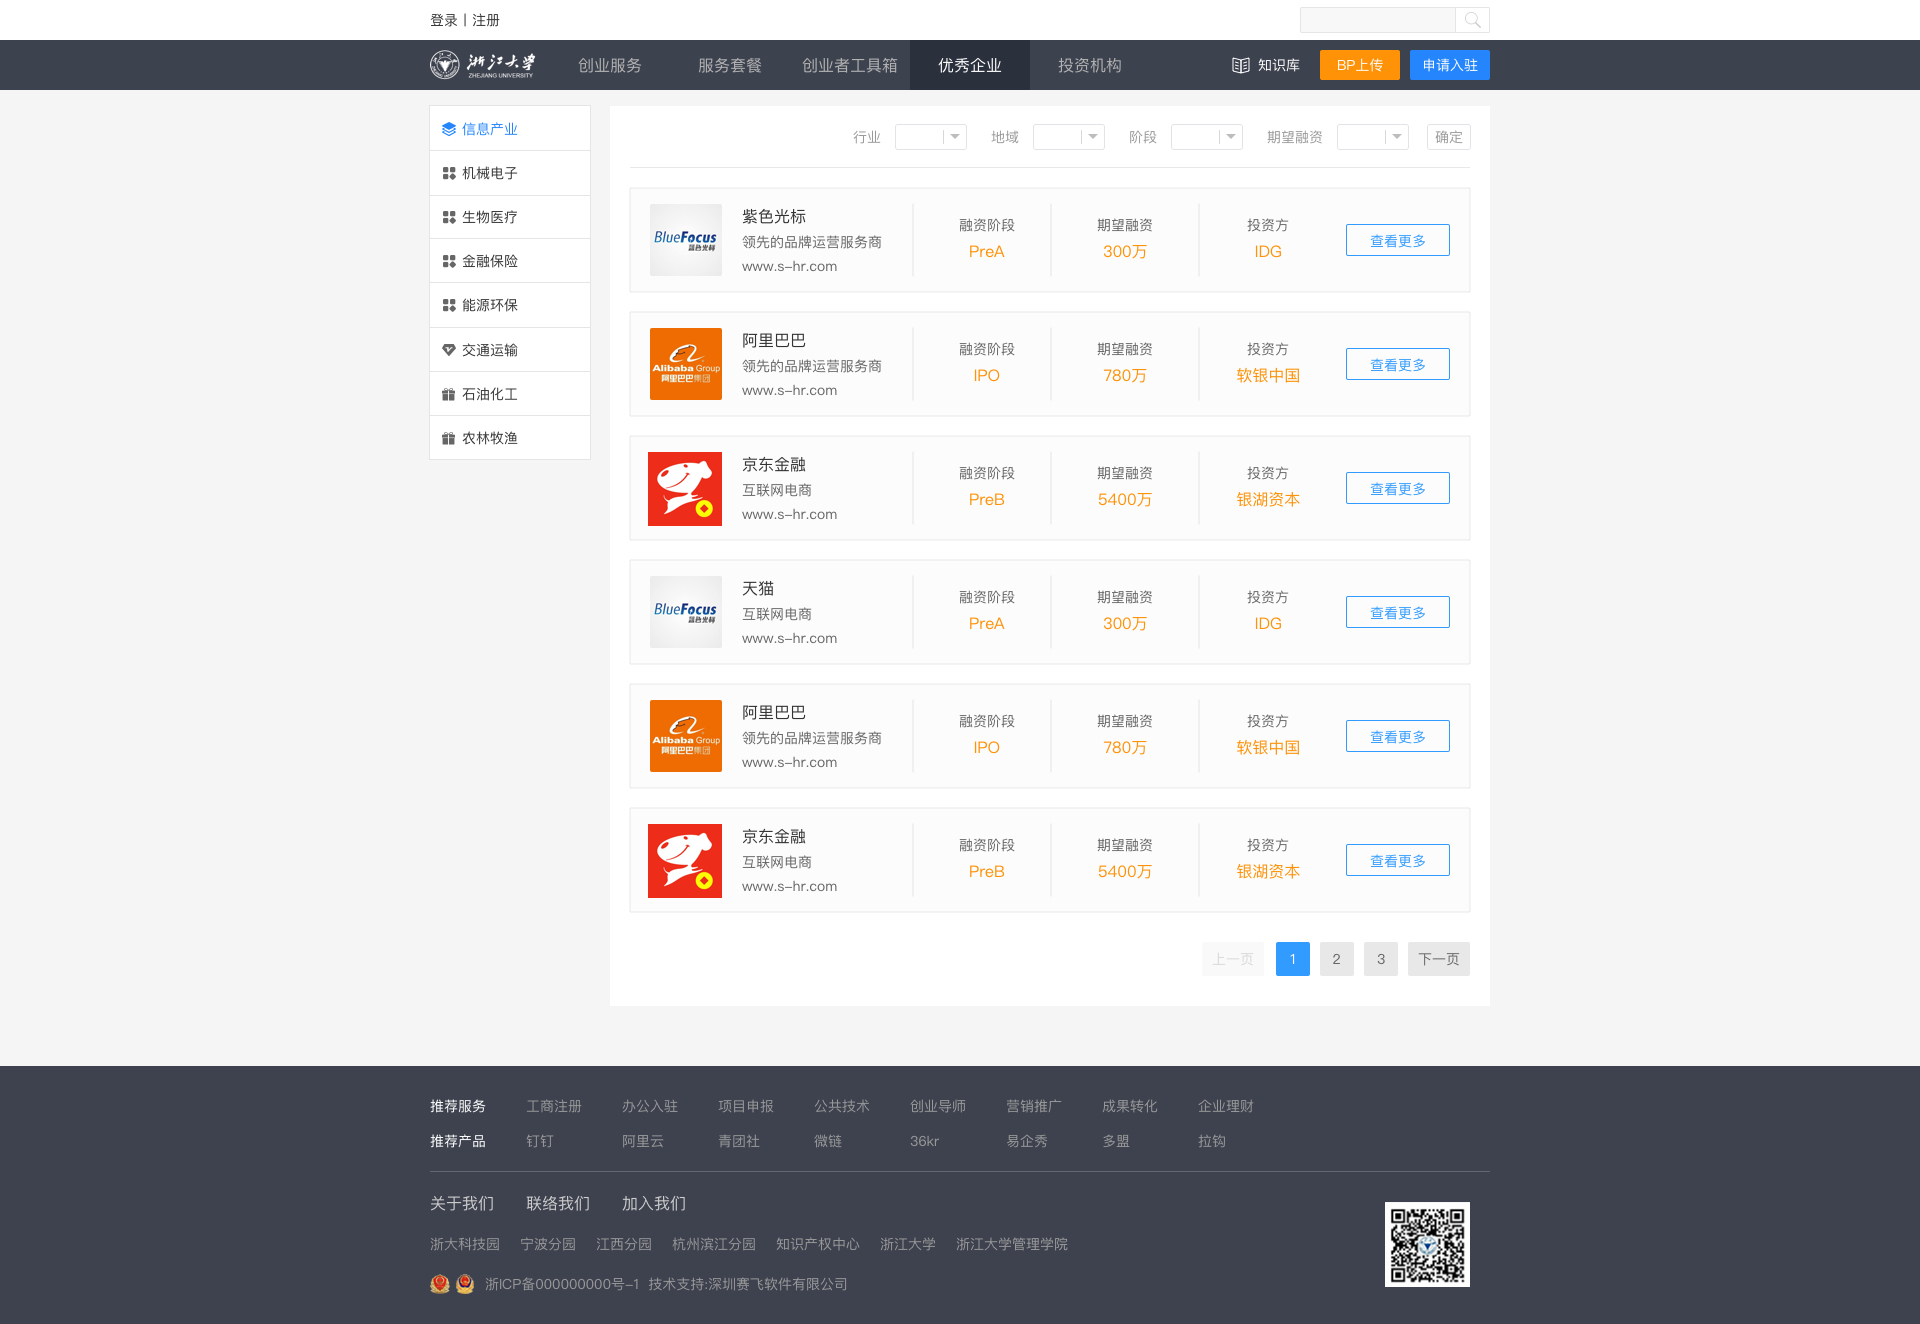 登录 | 注册
浙江大学 ZHEJIANG UNIVERSITY 创业服务 服务套餐 创业者工具箱 优秀企业 投资机构 知识库 BP上传 申请入驻
信息产业
机械电子
生物医疗
金融保险
能源环保
交通运输
石油化工
农林牧渔
行业 地域 阶段 期望融资 确定
BlueFocus 蓝色光标
紫色光标
领先的品牌运营服务商
www.s-hr.com
融资阶段 期望融资 投资方
PreA 300万 IDG
查看更多
Alibaba Group
阿里巴巴集团
阿里巴巴
领先的品牌运营服务商
www.s-hr.com
融资阶段 期望融资 投资方
IPO 780万 软银中国
查看更多
京东金融
互联网电商
www.s-hr.com
融资阶段 期望融资 投资方
PreB 5400万 银湖资本
查看更多
BlueFocus 蓝色光标
天猫
互联网电商
www.s-hr.com
融资阶段 期望融资 投资方
PreA 300万 IDG
查看更多
Alibaba Group
阿里巴巴集团
阿里巴巴
领先的品牌运营服务商
www.s-hr.com
融资阶段 期望融资 投资方
IPO 780万 软银中国
查看更多
京东金融
互联网电商
www.s-hr.com
融资阶段 期望融资 投资方
PreB 5400万 银湖资本
查看更多
上一页 1 2 3 下一页
推荐服务 工商注册 办公入驻 项目申报 公共技术 创业导师 营销推广 成果转化 企业理财
推荐产品 钉钉 阿里云 青团社 微链 36kr 易企秀 多盟 拉钩
关于我们 联络我们 加入我们
浙大科技园 宁波分园 江西分园 杭州滨江分园 知识产权中心 浙江大学 浙江大学管理学院
浙ICP备000000000号-1 技术支持:深圳赛飞软件有限公司